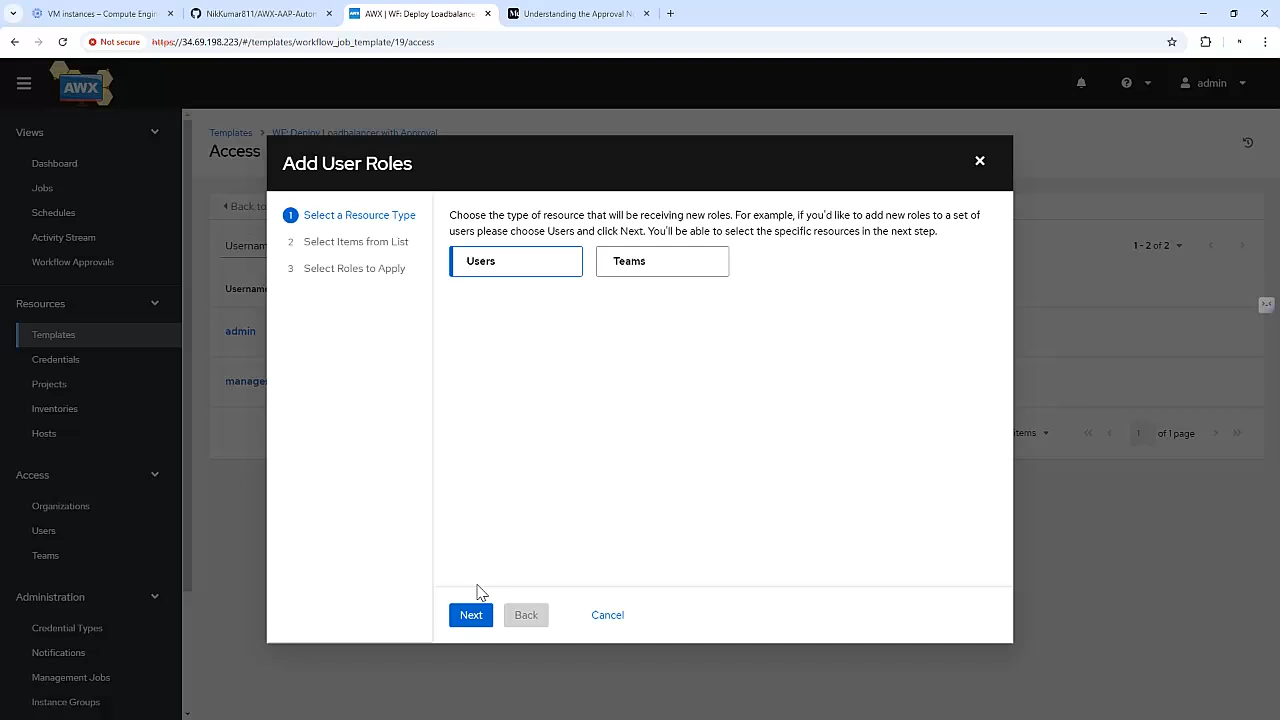 VM instance – Compute Engin
NikKumar811/AWX-AAP-Autom
AWX | WF: Deploy Loadbalance
Understanding the Approval N
Not secure https://34.69.198.223/#/templates/workflow_job_template/19/access
AWX
admin
Views
Dashboard
Jobs
Schedules
Activity Stream
Workflow Approvals
Resources
Templates
Credentials
Projects
Inventories
Hosts
Access
Organizations
Users
Teams
Administration
Credential Types
Notifications
Management Jobs
Instance Groups
Templates > WF: Deploy Loadbalancer with Approval
Access
Back to
Usernam
1 - 2 of 2
Username
admin
manager
items
1 of 1 page
Add User Roles
1 Select a Resource Type
2 Select Items from List
3 Select Roles to Apply
Choose the type of resource that will be receiving new roles. For example, if you'd like to add new roles to a set of
users please choose Users and click Next. You'll be able to select the specific resources in the next step.
Users
Teams
Next
Back
Cancel